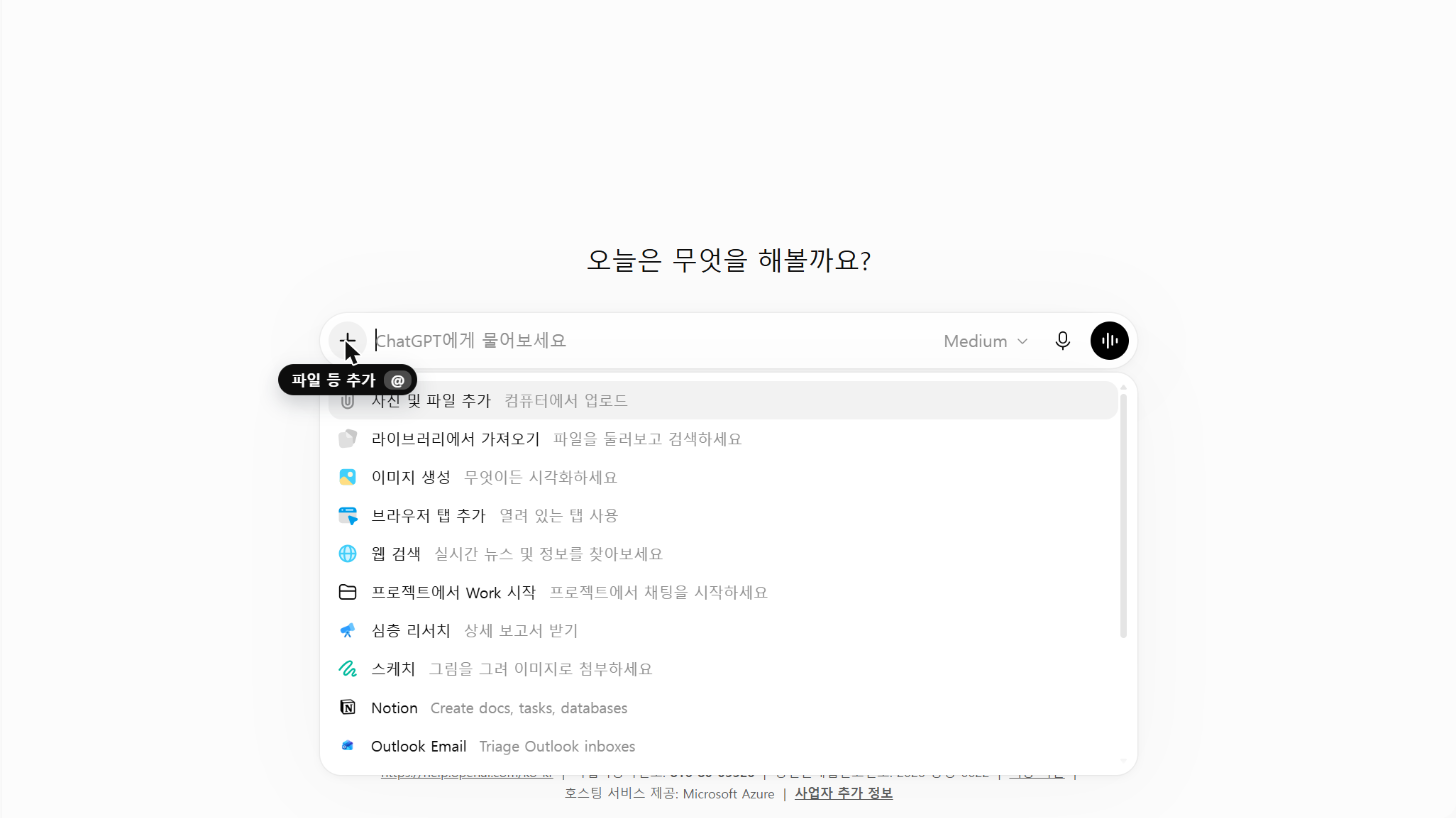 오늘은 무엇을 해볼까요?
ChatGPT에게 물어보세요 Medium
파일 등 추가 @
사진 및 파일 추가 컴퓨터에서 업로드
라이브러리에서 가져오기 파일을 둘러보고 검색하세요
이미지 생성 무엇이든 시각화하세요
브라우저 탭 추가 열려 있는 탭 사용
웹 검색 실시간 뉴스 및 정보를 찾아보세요
프로젝트에서 Work 시작 프로젝트에서 채팅을 시작하세요
심층 리서치 상세 보고서 받기
스케치 그림을 그려 이미지로 첨부하세요
Notion Create docs, tasks, databases
Outlook Email Triage Outlook inboxes
호스팅 서비스 제공: Microsoft Azure | 사업자 추가 정보